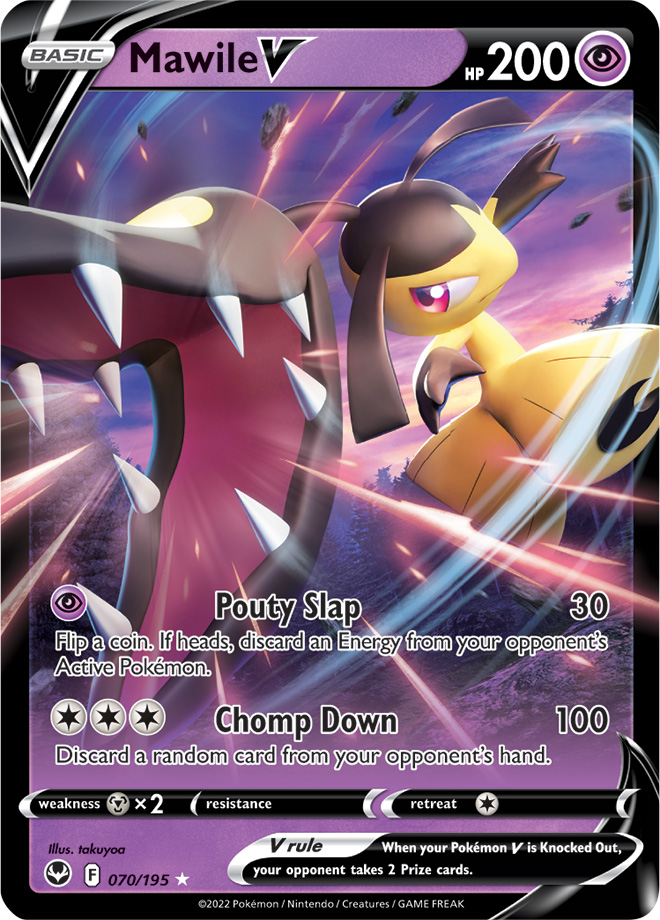 BASIC
Mawile V
HP 200
Pouty Slap 30
Flip a coin. If heads, discard an Energy from your opponent's
Active Pokémon.
Chomp Down 100
Discard a random card from your opponent's hand.
weakness ×2 resistance retreat
Illus. takuyoa
V rule
When your Pokémon V is Knocked Out,
your opponent takes 2 Prize cards.
F 070/195 ★
©2022 Pokémon / Nintendo / Creatures / GAME FREAK